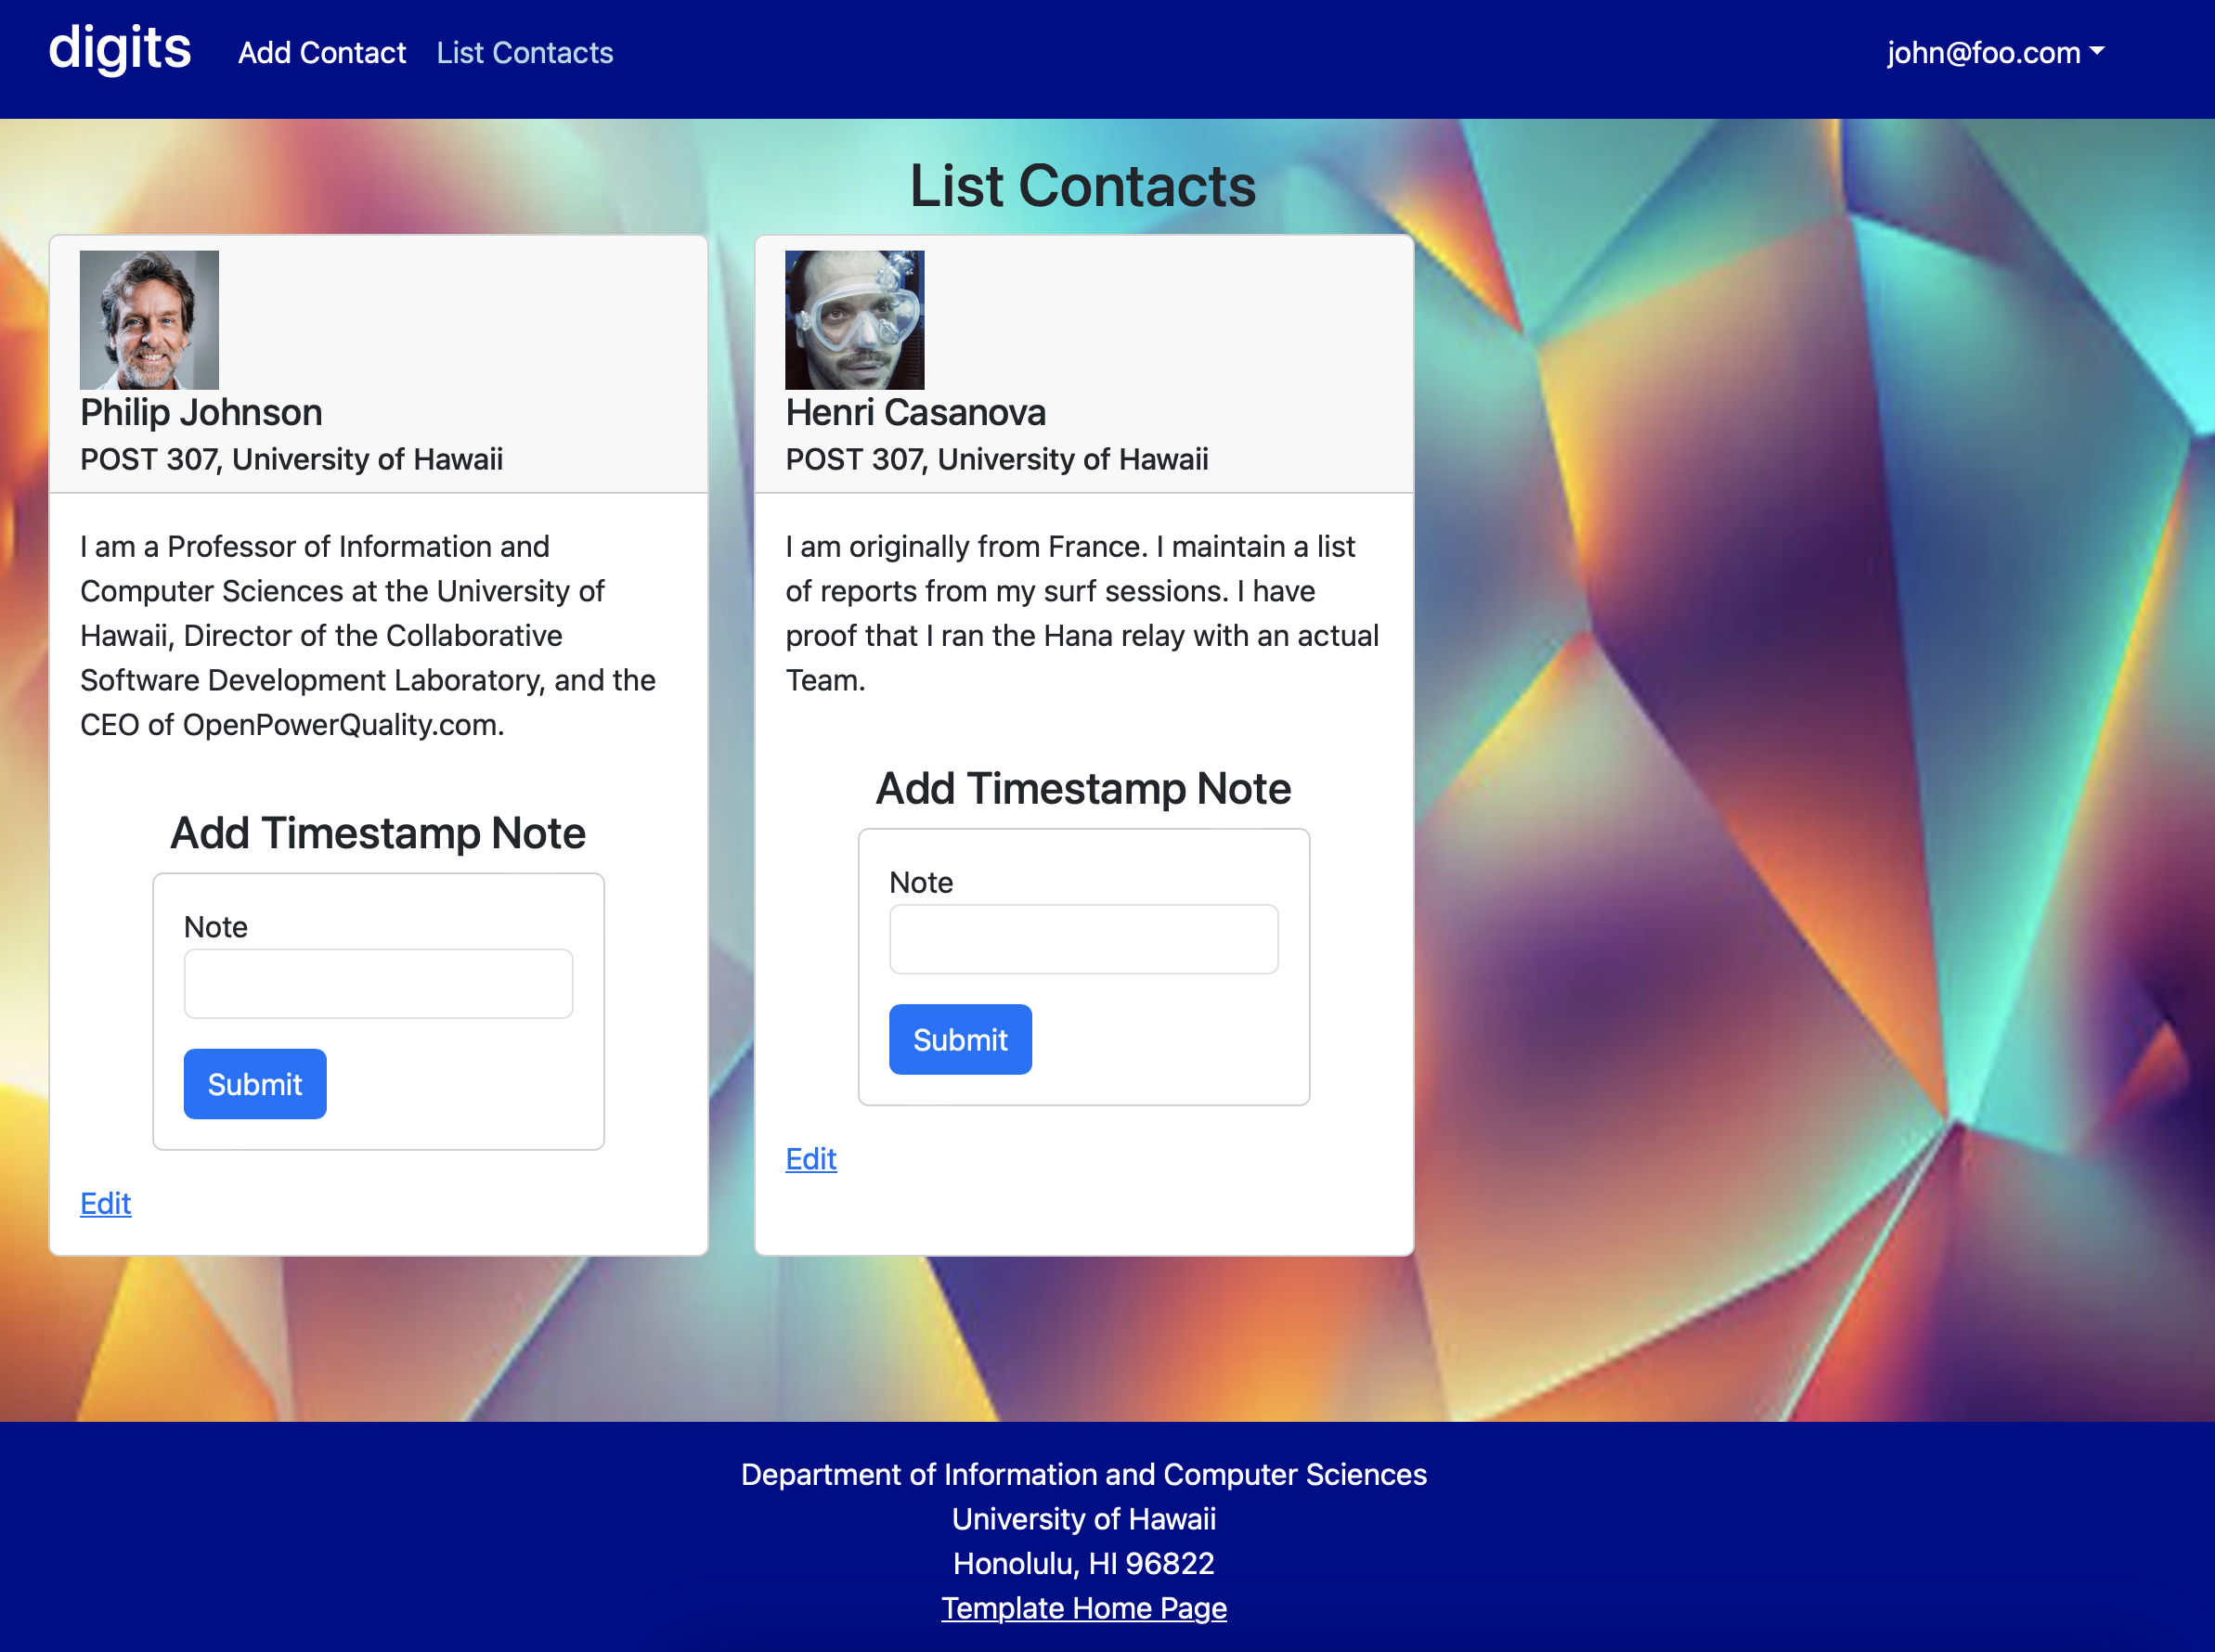 digits Add Contact List Contacts john@foo.com
List Contacts
Philip Johnson
POST 307, University of Hawaii
I am a Professor of Information and
Computer Sciences at the University of
Hawaii, Director of the Collaborative
Software Development Laboratory, and the
CEO of OpenPowerQuality.com.
Add Timestamp Note
Note
Submit
Edit
Henri Casanova
POST 307, University of Hawaii
I am originally from France. I maintain a list
of reports from my surf sessions. I have
proof that I ran the Hana relay with an actual
Team.
Add Timestamp Note
Note
Submit
Edit
Department of Information and Computer Sciences
University of Hawaii
Honolulu, HI 96822
Template Home Page